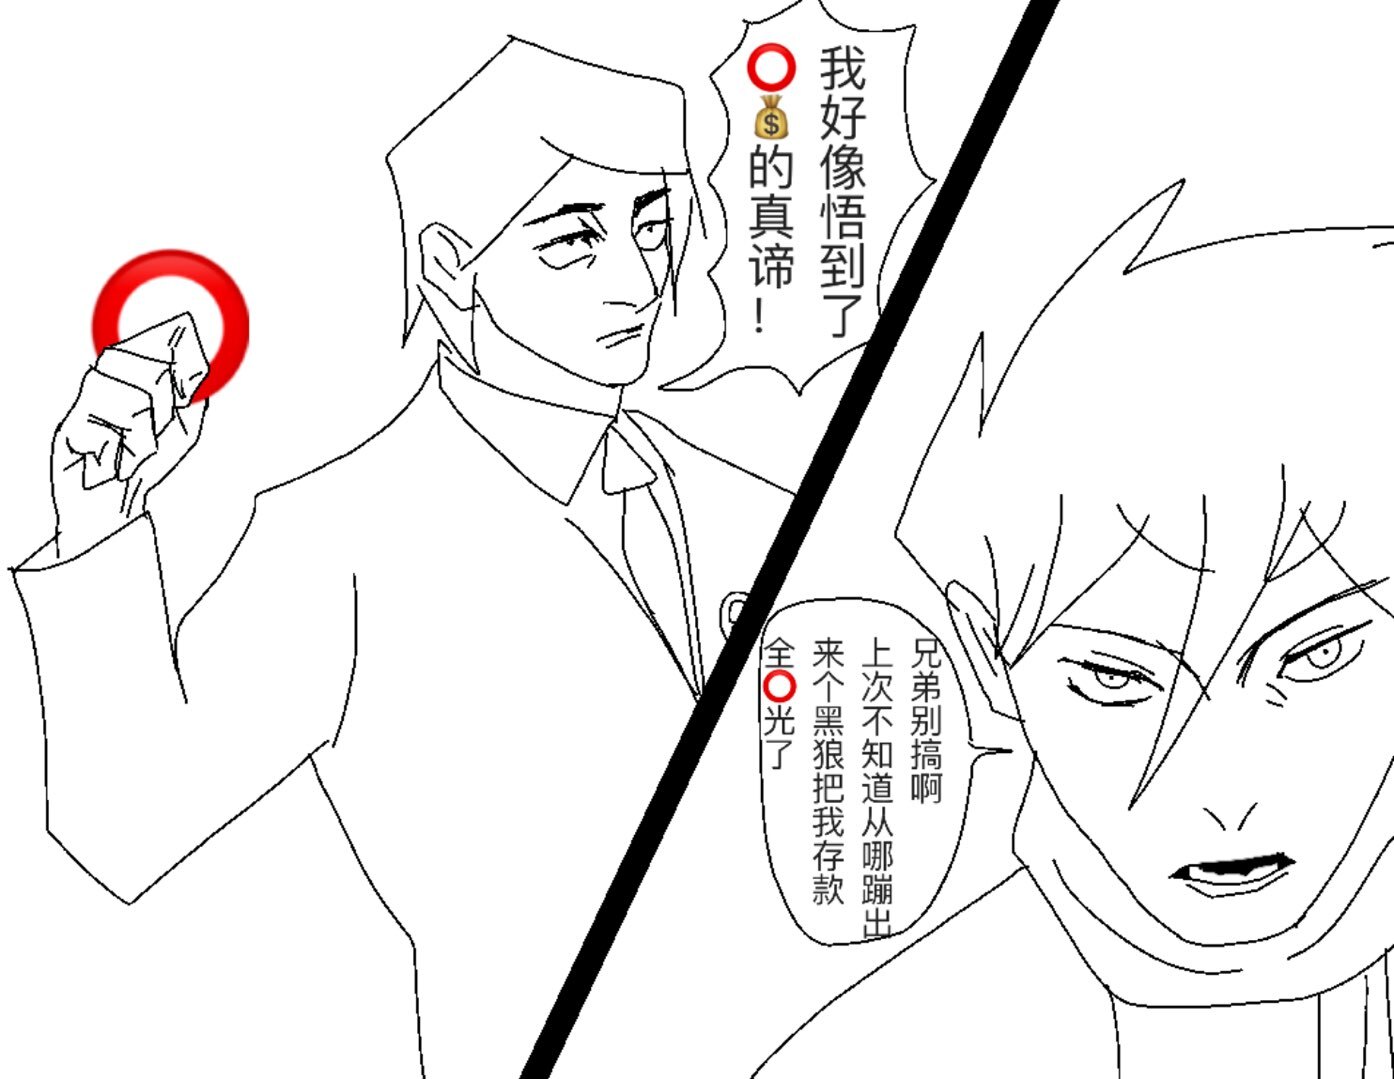 我好像悟到了
⭕💰的真谛！
兄弟别搞啊
上次不知道从哪蹦出
来个黑狼把我存款
全⭕光了